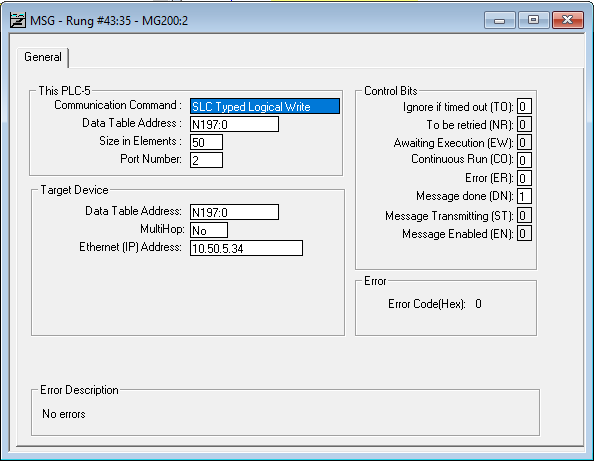 MSG - Rung #43:35 - MG200:2
General
This PLC-5
Communication Command : SLC Typed Logical Write
Data Table Address : N197:0
Size in Elements : 50
Port Number: 2
Target Device
Data Table Address: N197:0
MultiHop: No
Ethernet (IP) Address: 10.50.5.34
Control Bits
Ignore if timed out (TO): 0
To be retried (NR): 0
Awaiting Execution (EW): 0
Continuous Run (CO): 0
Error (ER): 0
Message done (DN): 1
Message Transmitting (ST): 0
Message Enabled (EN): 0
Error
Error Code(Hex): 0
Error Description
No errors